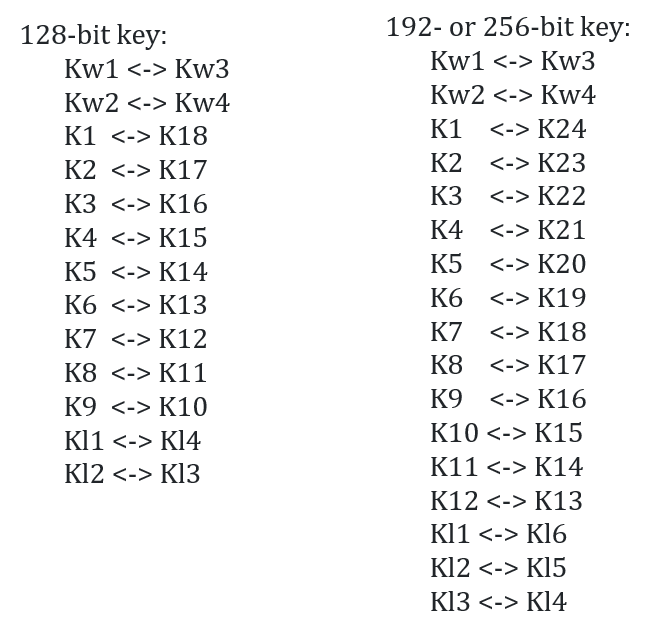 128-bit key:
Kw1 <-> Kw3
Kw2 <-> Kw4
K1 <-> K18
K2 <-> K17
K3 <-> K16
K4 <-> K15
K5 <-> K14
K6 <-> K13
K7 <-> K12
K8 <-> K11
K9 <-> K10
Kl1 <-> Kl4
Kl2 <-> Kl3
192- or 256-bit key:
Kw1 <-> Kw3
Kw2 <-> Kw4
K1 <-> K24
K2 <-> K23
K3 <-> K22
K4 <-> K21
K5 <-> K20
K6 <-> K19
K7 <-> K18
K8 <-> K17
K9 <-> K16
K10 <-> K15
K11 <-> K14
K12 <-> K13
Kl1 <-> Kl6
Kl2 <-> Kl5
Kl3 <-> Kl4